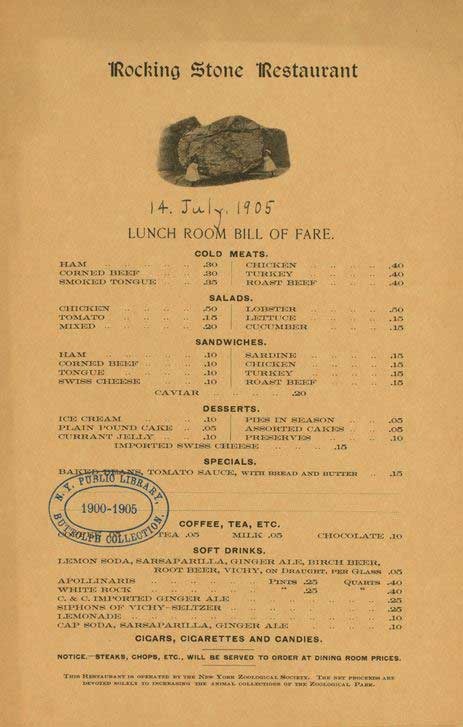 Rocking Stone Restaurant
14. July, 1905
LUNCH ROOM BILL OF FARE.
COLD MEATS.
HAM .. .. .. .. .30 CHICKEN .. .. .. .. .40
CORNED BEEF .. .. .30 TURKEY .. .. .. .. .40
SMOKED TONGUE .. .. .35 ROAST BEEF .. .. .. .40
SALADS.
CHICKEN .. .. .. .50 LOBSTER .. .. .. .. .50
TOMATO .. .. .. .15 LETTUCE .. .. .. .. .15
MIXED .. .. .. .. .20 CUCUMBER .. .. .. .15
SANDWICHES.
HAM .. .. .. .. .10 SARDINE .. .. .. .. .15
CORNED BEEF .. .. .. .10 CHICKEN .. .. .. .. .15
TONGUE .. .. .. .10 TURKEY .. .. .. .. .15
SWISS CHEESE .. .. .10 ROAST BEEF .. .. .. .15
CAVIAR .. .. .. .. .20
DESSERTS.
ICE CREAM .. .. .. .10 PIES IN SEASON .. .. .. .05
PLAIN POUND CAKE .. .05 ASSORTED CAKES .. .. .05
CURRANT JELLY .. .. .10 PRESERVES .. .. .. .10
IMPORTED SWISS CHEESE .. .. .. .15
SPECIALS.
BAKED BEANS, TOMATO SAUCE, WITH BREAD AND BUTTER .. .15
N. Y. PUBLIC LIBRARY,
1900-1905
BUTTOLPH COLLECTION.
COFFEE, TEA, ETC.
TEA .05 MILK .05 CHOCOLATE .10
SOFT DRINKS.
LEMON SODA, SARSAPARILLA, GINGER ALE, BIRCH BEER,
ROOT BEER, VICHY, ON DRAUGHT, PER GLASS .05
APOLLINARIS .. .. .. .. PINTS .25 QUARTS .40
WHITE ROCK .. .. .. .. " .25 " .40
C. & C. IMPORTED GINGER ALE .. .. .. .. .25
SIPHONS OF VICHY-SELTZER .. .. .. .. .25
LEMONADE .. .. .. .. .. .. .10
CAP SODA, SARSAPARILLA, GINGER ALE .. .. .. .10
CIGARS, CIGARETTES AND CANDIES.
NOTICE.—STEAKS, CHOPS, ETC., WILL BE SERVED TO ORDER AT DINING ROOM PRICES.
THIS RESTAURANT IS OPERATED BY THE NEW YORK ZOOLOGICAL SOCIETY. THE NET PROCEEDS ARE
DEVOTED SOLELY TO INCREASING THE ANIMAL COLLECTIONS OF THE ZOOLOGICAL PARK.